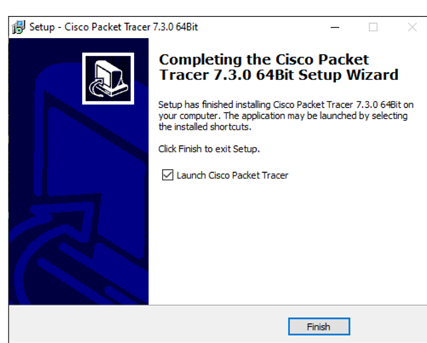 Setup - Cisco Packet Tracer 7.3.0 64Bit
Completing the Cisco Packet
Tracer 7.3.0 64Bit Setup Wizard
Setup has finished installing Cisco Packet Tracer 7.3.0 64Bit on
your computer. The application may be launched by selecting
the installed shortcuts.
Click Finish to exit Setup.
Launch Cisco Packet Tracer
Finish